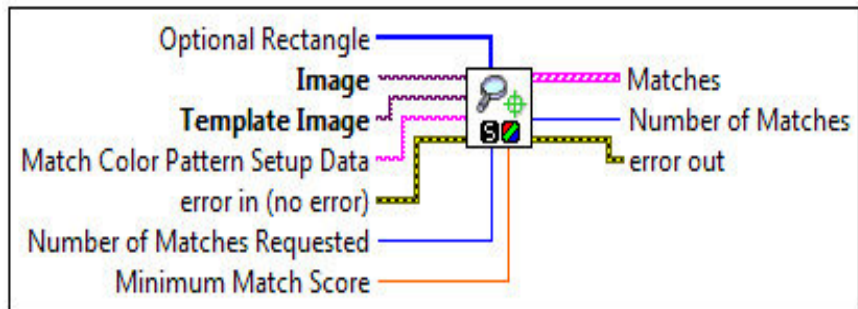 Optional Rectangle
Image
Template Image
Match Color Pattern Setup Data
error in (no error)
Number of Matches Requested
Minimum Match Score
S
Matches
Number of Matches
error out